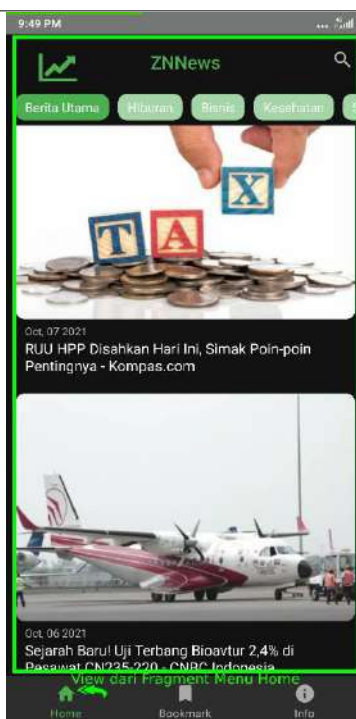 9:49 PM
ZNNews
Berita Utama
Hiburan
Bisnis
Kesehatan
TAX
Oct, 07 2021
RUU HPP Disahkan Hari Ini, Simak Poin-poin
Pentingnya - Kompas.com
Oct, 06 2021
Sejarah Baru! Uji Terbang Bioavtur 2,4% di
Pesawat CN235-220 - CNBC Indonesia
View dari Fragment Menu Home
Home
Bookmark
Info